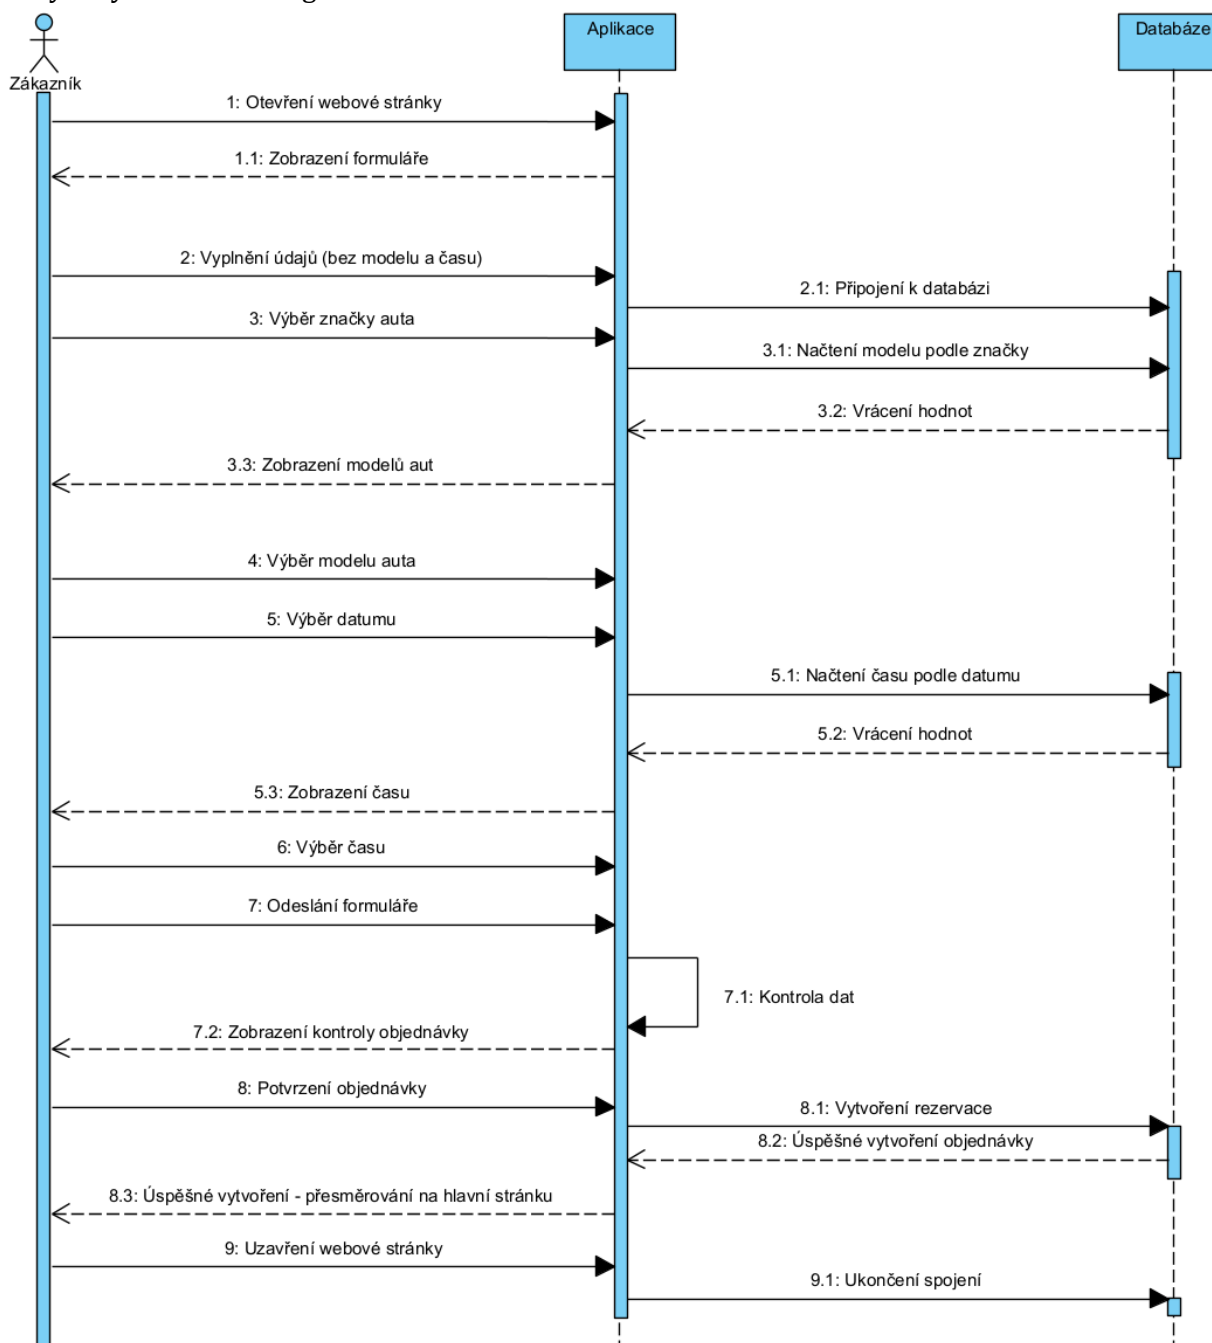 Aplikace
Databáze
Zákazník
1: Otevření webové stránky
1.1: Zobrazení formuláře
2: Vyplnění údajů (bez modelu a času)
2.1: Připojení k databázi
3: Výběr značky auta
3.1: Načtení modelu podle značky
3.2: Vrácení hodnot
3.3: Zobrazení modelů aut
4: Výběr modelu auta
5: Výběr datumu
5.1: Načtení času podle datumu
5.2: Vrácení hodnot
5.3: Zobrazení času
6: Výběr času
7: Odeslání formuláře
7.1: Kontrola dat
7.2: Zobrazení kontroly objednávky
8: Potvrzení objednávky
8.1: Vytvoření rezervace
8.2: Úspěšné vytvoření objednávky
8.3: Úspěšné vytvoření - přesměrování na hlavní stránku
9: Uzavření webové stránky
9.1: Ukončení spojení